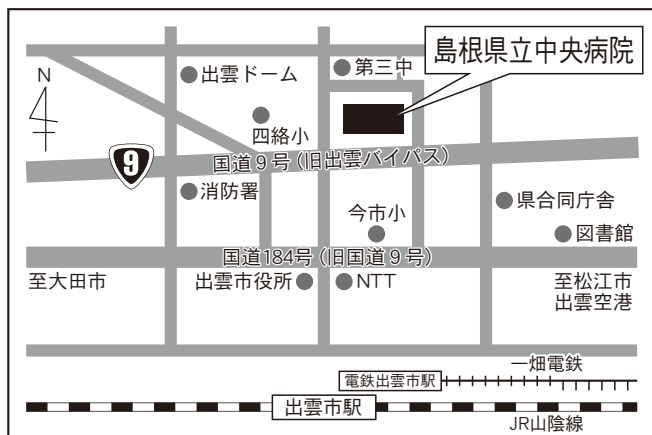 島根県立中央病院
N
出雲ドーム
第三中
四絡小
国道9号(旧出雲バイパス)
9
消防署
県合同庁舎
今市小
図書館
国道184号(旧国道9号)
至大田市
出雲市役所
NTT
至松江市
出雲空港
一畑電鉄
電鉄出雲市駅
出雲市駅
JR山陰線